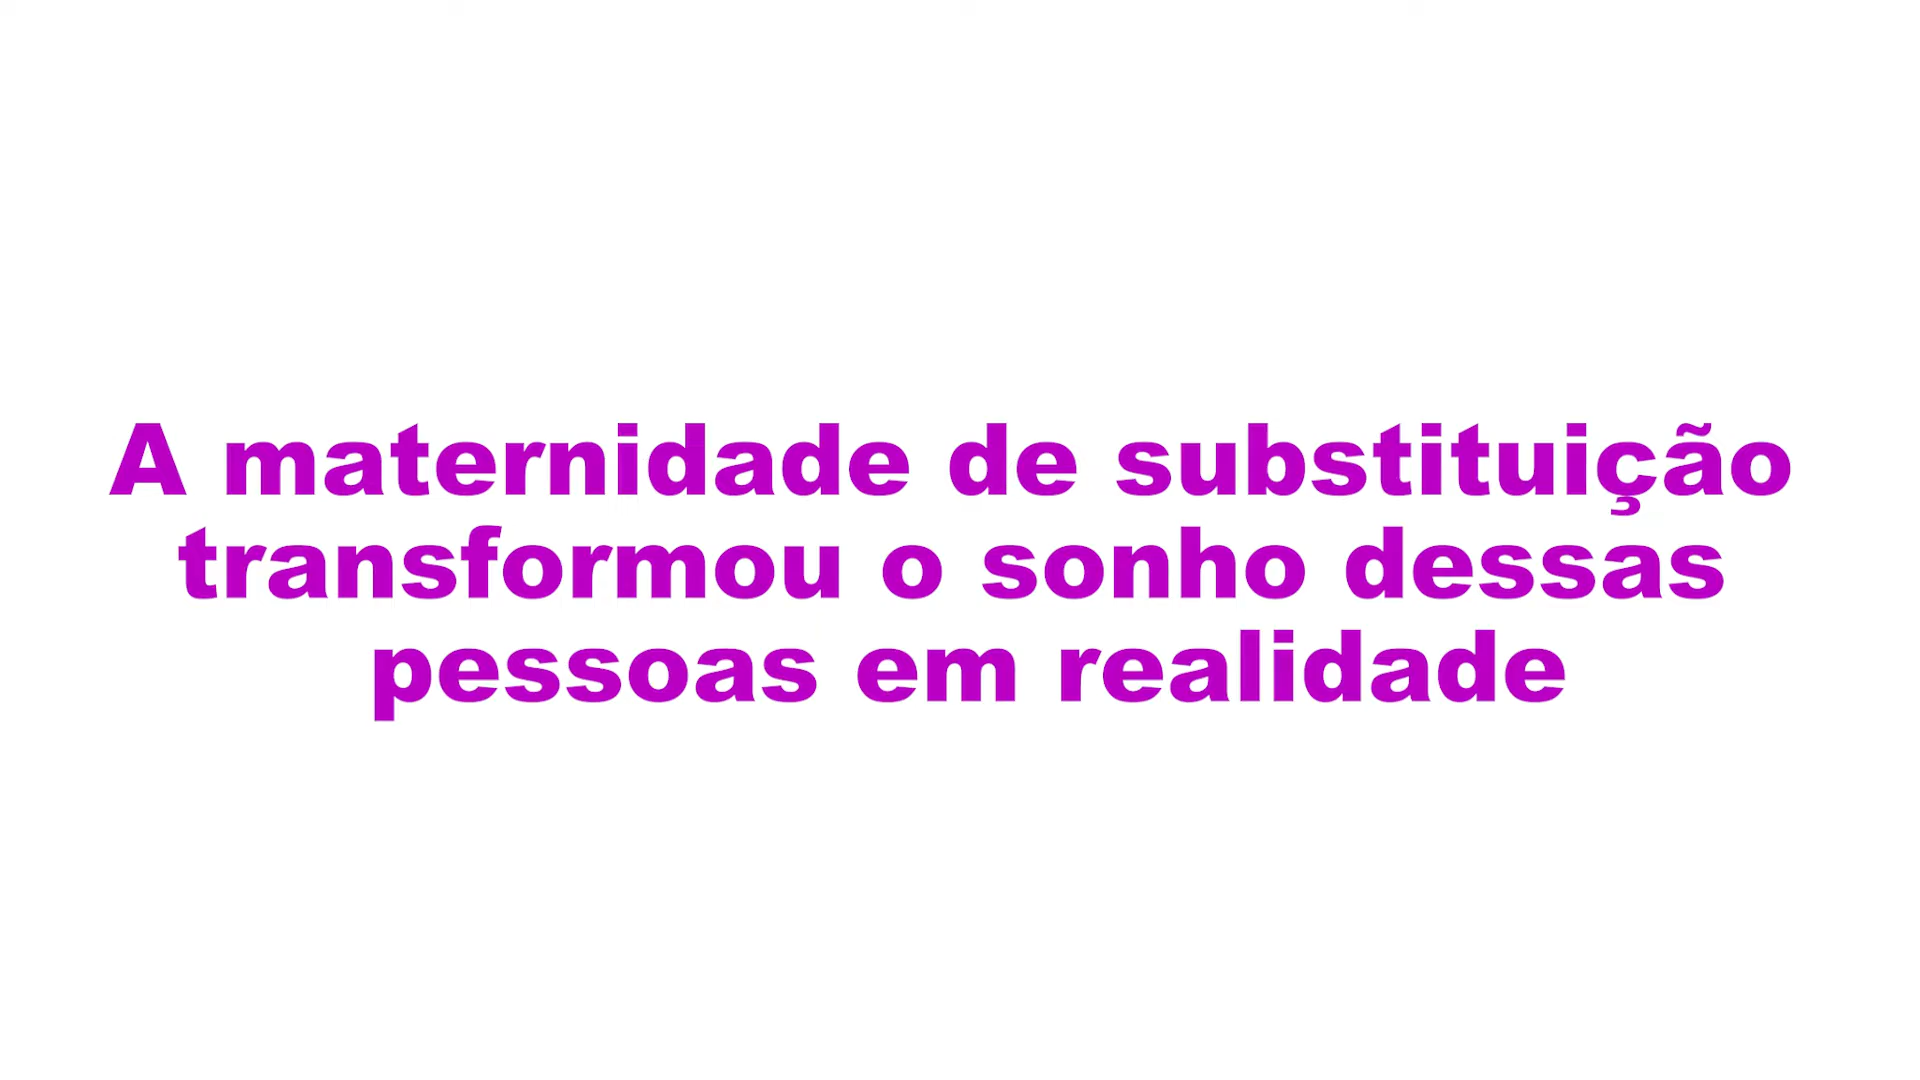 A maternidade de substituição
transformou o sonho dessas
pessoas em realidade